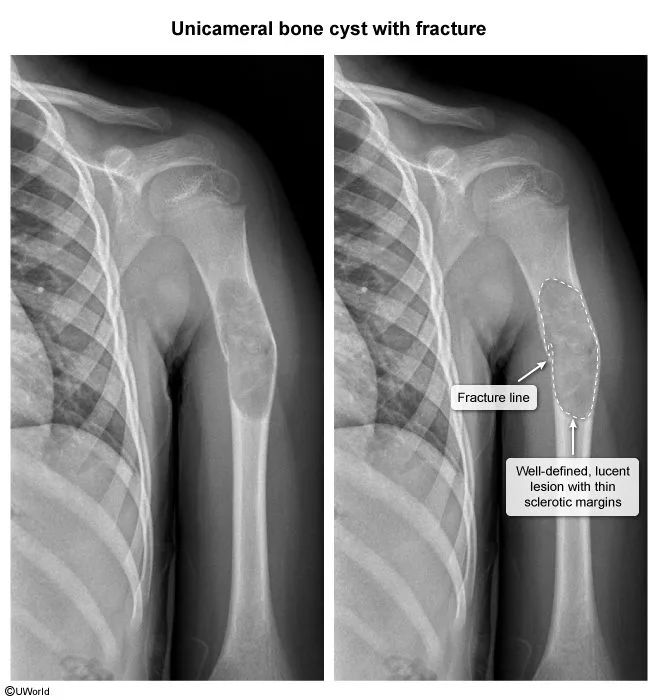 Unicameral bone cyst with fracture
Fracture line
Well-defined, lucent
lesion with thin
sclerotic margins
©UWorld